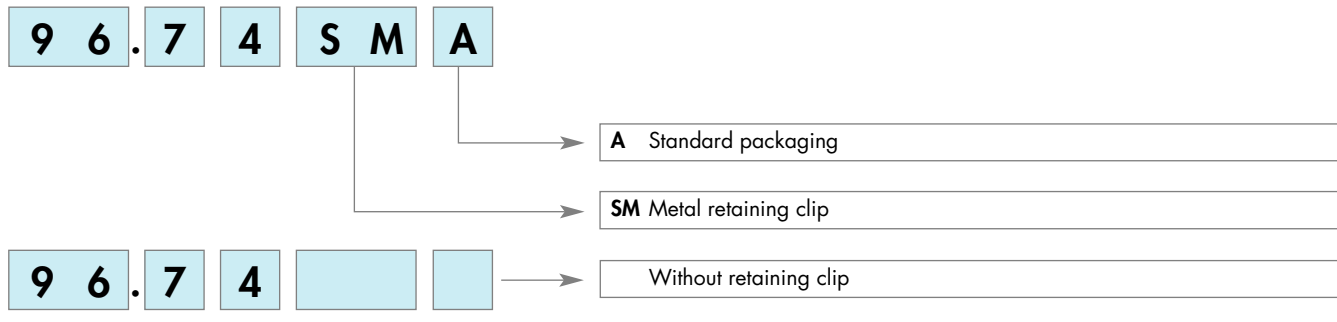 96.74SMA
A Standard packaging
SM Metal retaining clip
96.74
Without retaining clip